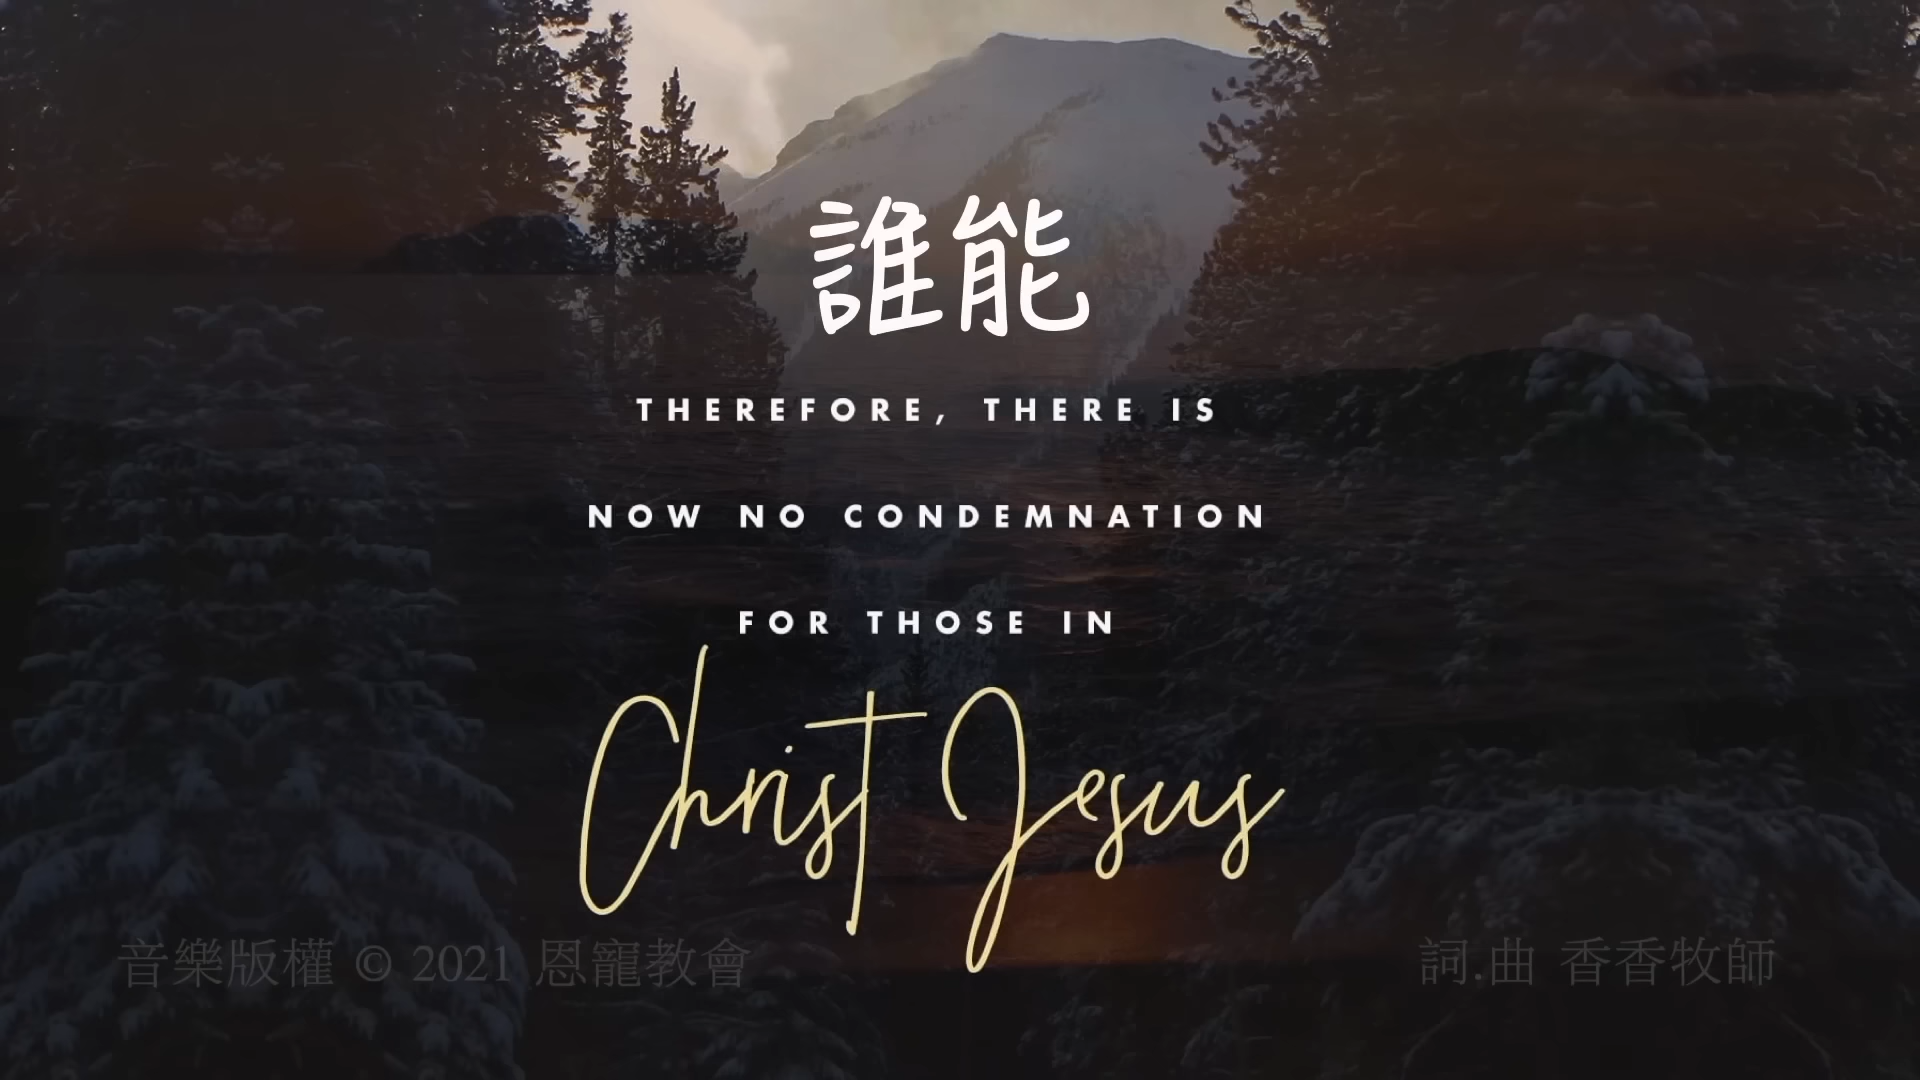 誰能
THEREFORE, THERE IS
NOW NO CONDEMNATION
FOR THOSE IN
Christ Jesus
音樂版權 © 2021 恩寵教會
詞.曲 香香牧師